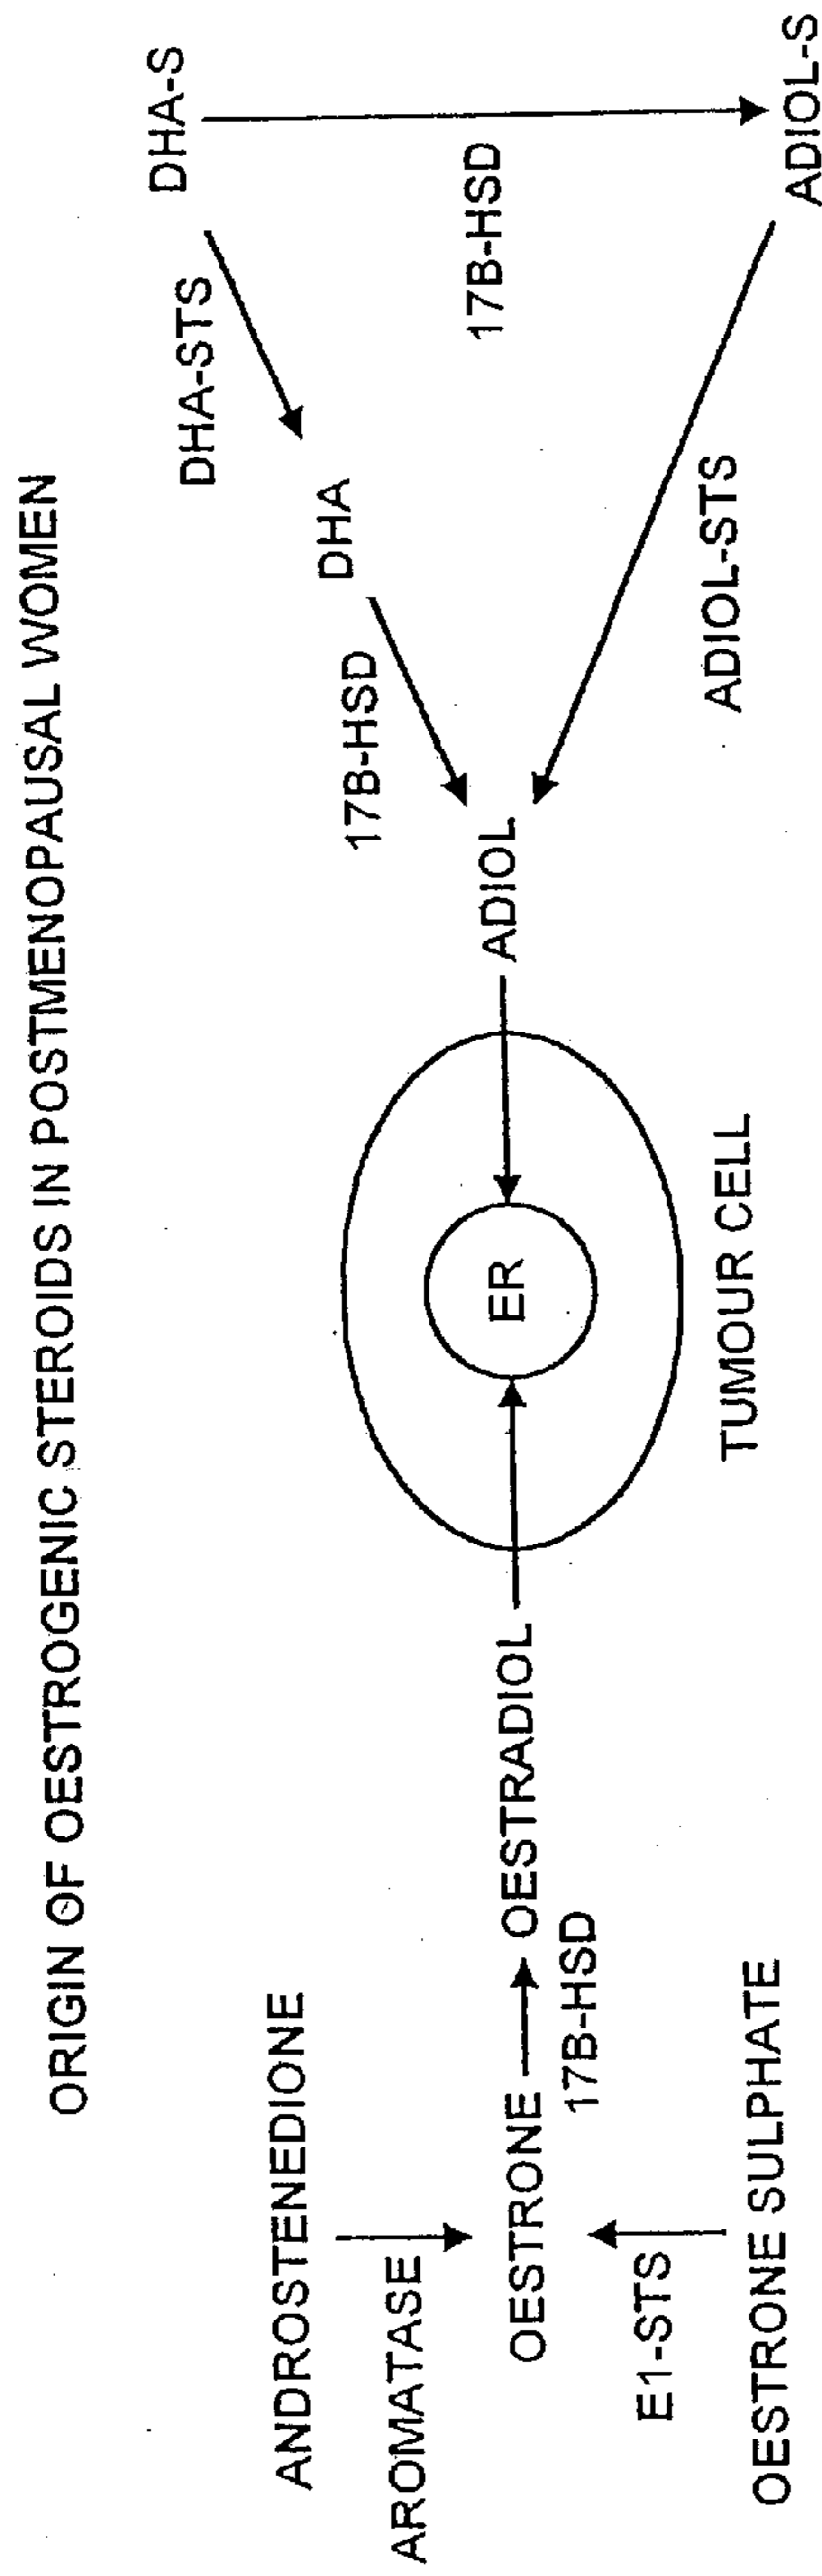 ORIGIN OF OESTROGENIC STEROIDS IN POSTMENOPAUSAL WOMEN
ANDROSTENEDIONE
AROMATASE
OESTRONE
OESTRADIOL
17B-HSD
E1-STS
OESTRONE SULPHATE
ER
TUMOUR CELL
ADIOL
17B-HSD
DHA
DHA-STS
DHA-S
17B-HSD
ADIOL-STS
ADIOL-S